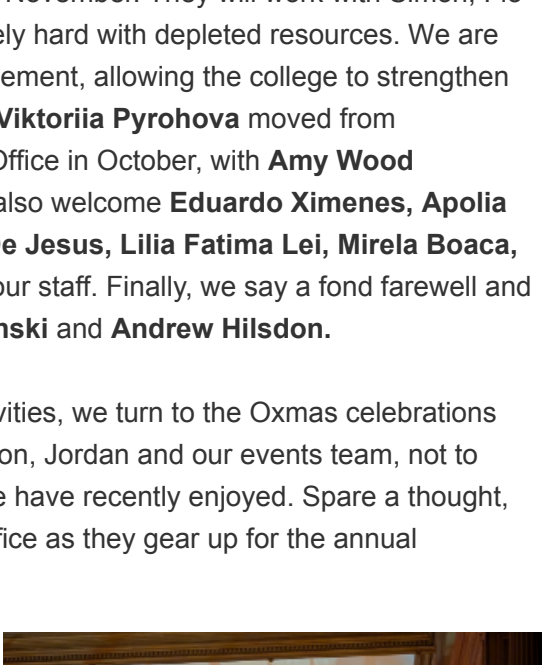 November. They will work with Simon,
ely hard with depleted resources. We are
ement, allowing the college to strengthen
Viktoriia Pyrohova moved from
Office in October, with Amy Wood
also welcome Eduardo Ximenes, Apolia
De Jesus, Lilia Fatima Lei, Mirela Boaca,
our staff. Finally, we say a fond farewell and
nski and Andrew Hilsdon.
vities, we turn to the Oxmas celebrations
on, Jordan and our events team, not to
e have recently enjoyed. Spare a thought,
fice as they gear up for the annual